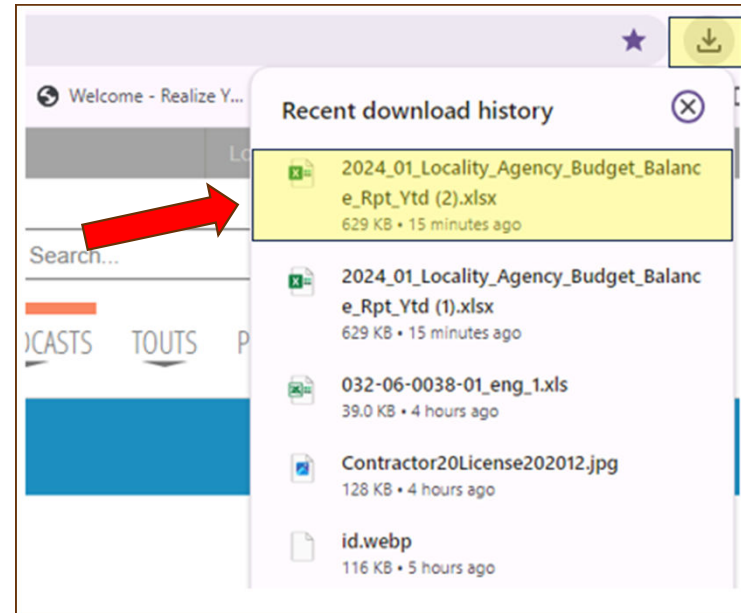 Welcome - Realize Y...
Recent download history
2024_01_Locality_Agency_Budget_Balanc
e_Rpt_Ytd (2).xlsx
629 KB • 15 minutes ago
Search...
2024_01_Locality_Agency_Budget_Balanc
e_Rpt_Ytd (1).xlsx
629 KB • 15 minutes ago
TOUTS
032-06-0038-01_eng_1.xls
39.0 KB • 4 hours ago
Contractor20License202012.jpg
128 KB • 4 hours ago
id.webp
116 KB • 5 hours ago